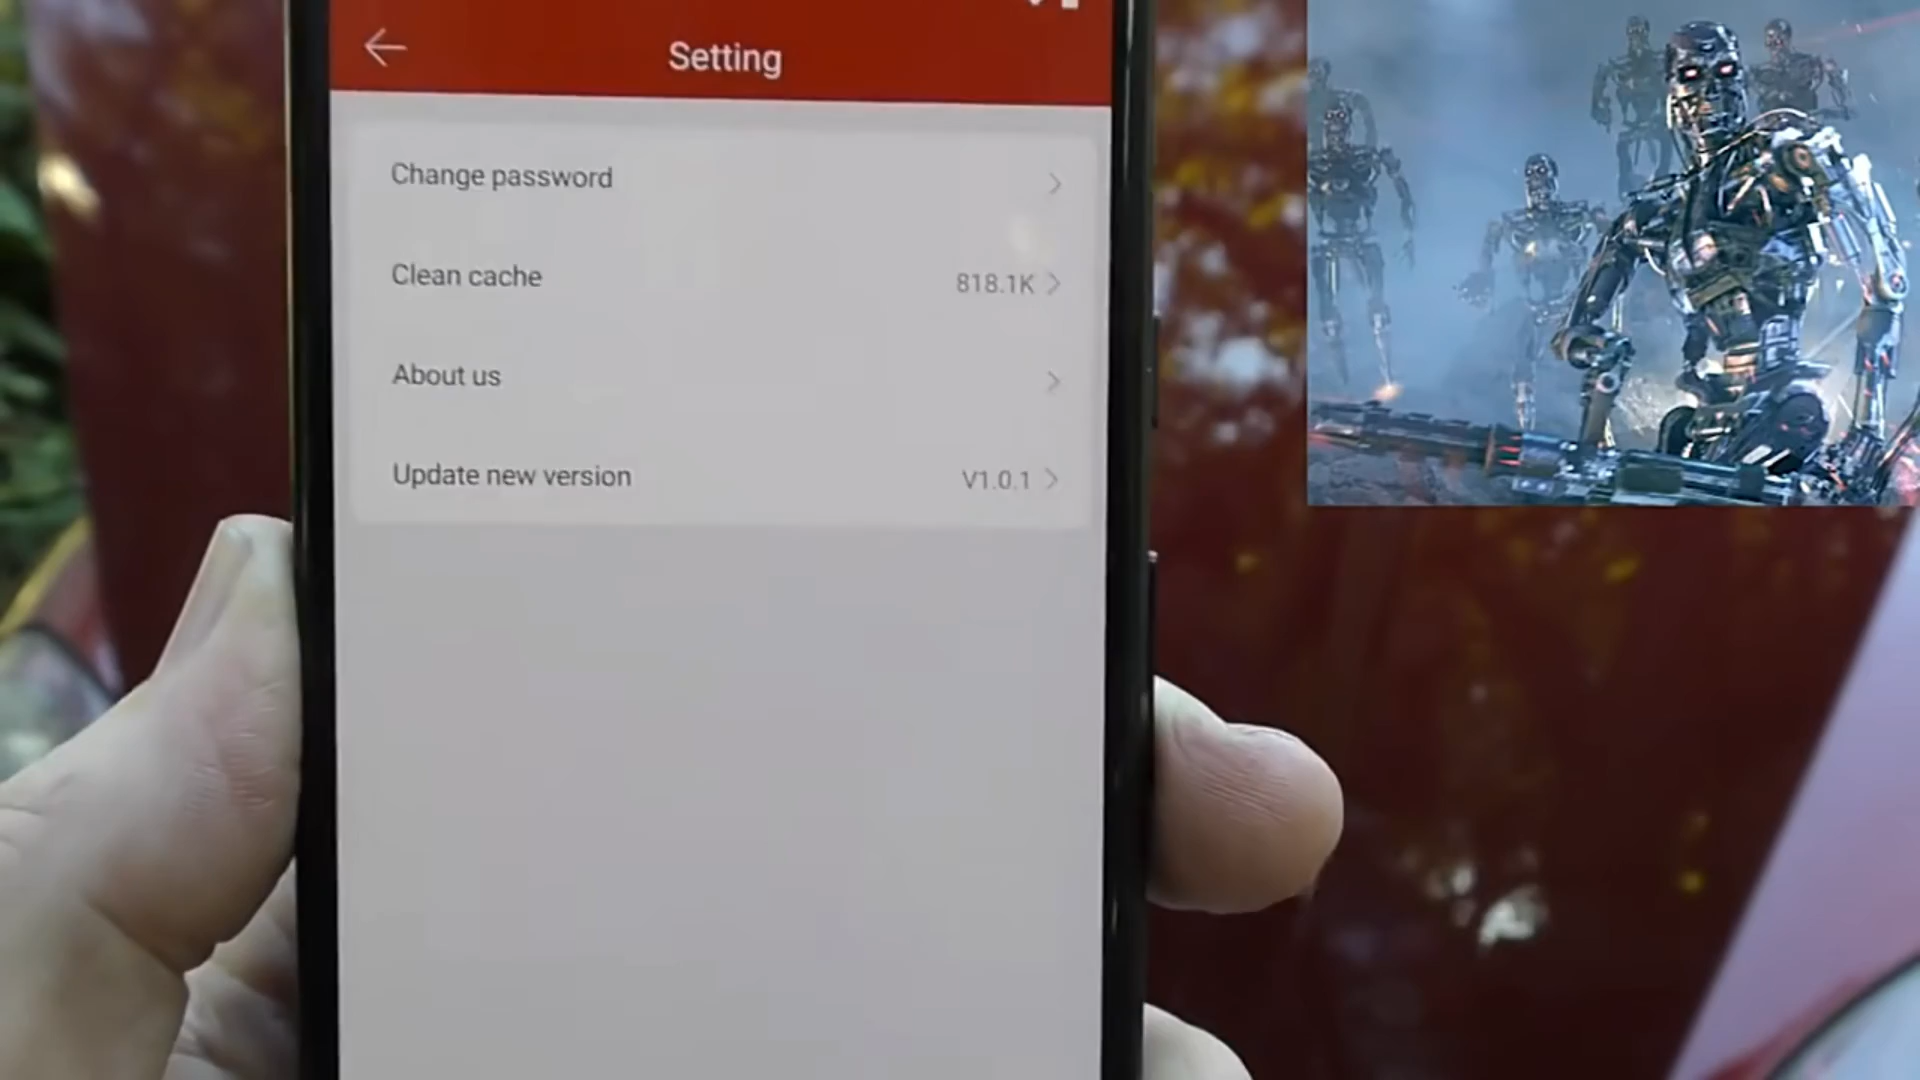 Setting
Change password
Clean cache 818.1K
About us
Update new version V1.0.1